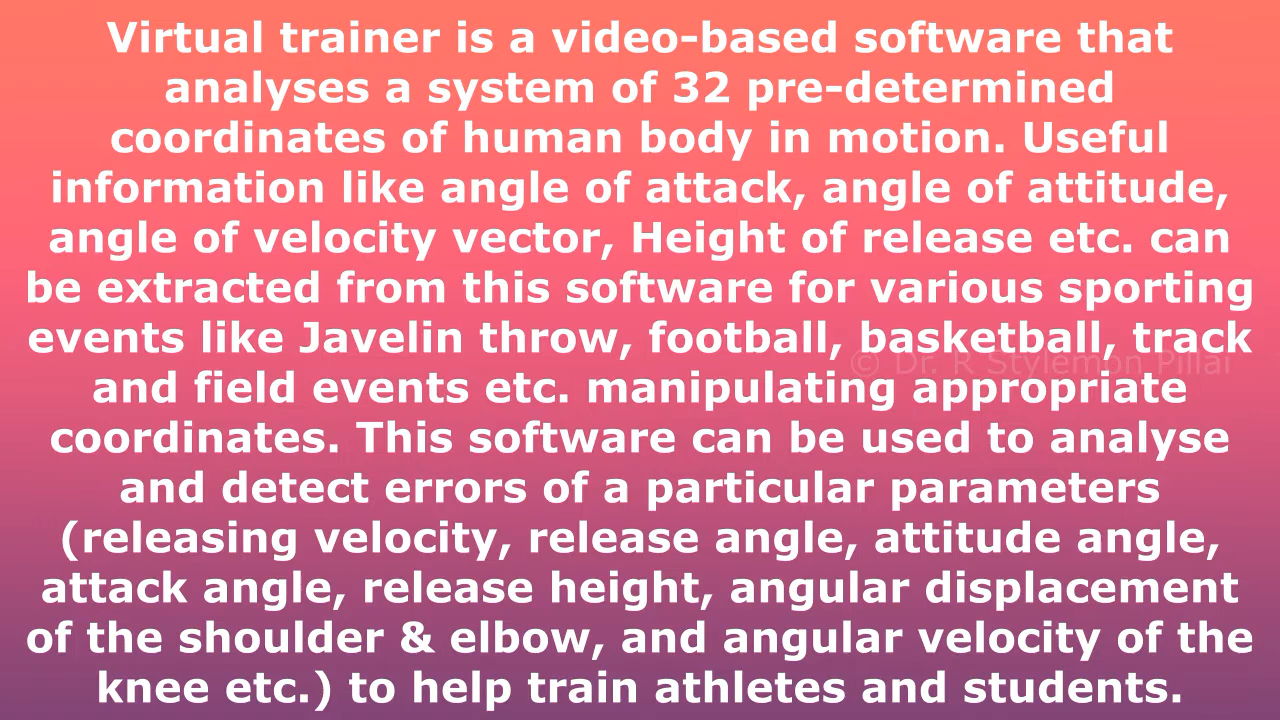 Virtual trainer is a video-based software that
analyses a system of 32 pre-determined
coordinates of human body in motion. Useful
information like angle of attack, angle of attitude,
angle of velocity vector, Height of release etc. can
be extracted from this software for various sporting
events like Javelin throw, football, basketball, track
© Dr. R Stylemon Pillai
and field events etc. manipulating appropriate
coordinates. This software can be used to analyse
and detect errors of a particular parameters
(releasing velocity, release angle, attitude angle,
attack angle, release height, angular displacement
of the shoulder & elbow, and angular velocity of the
knee etc.) to help train athletes and students.